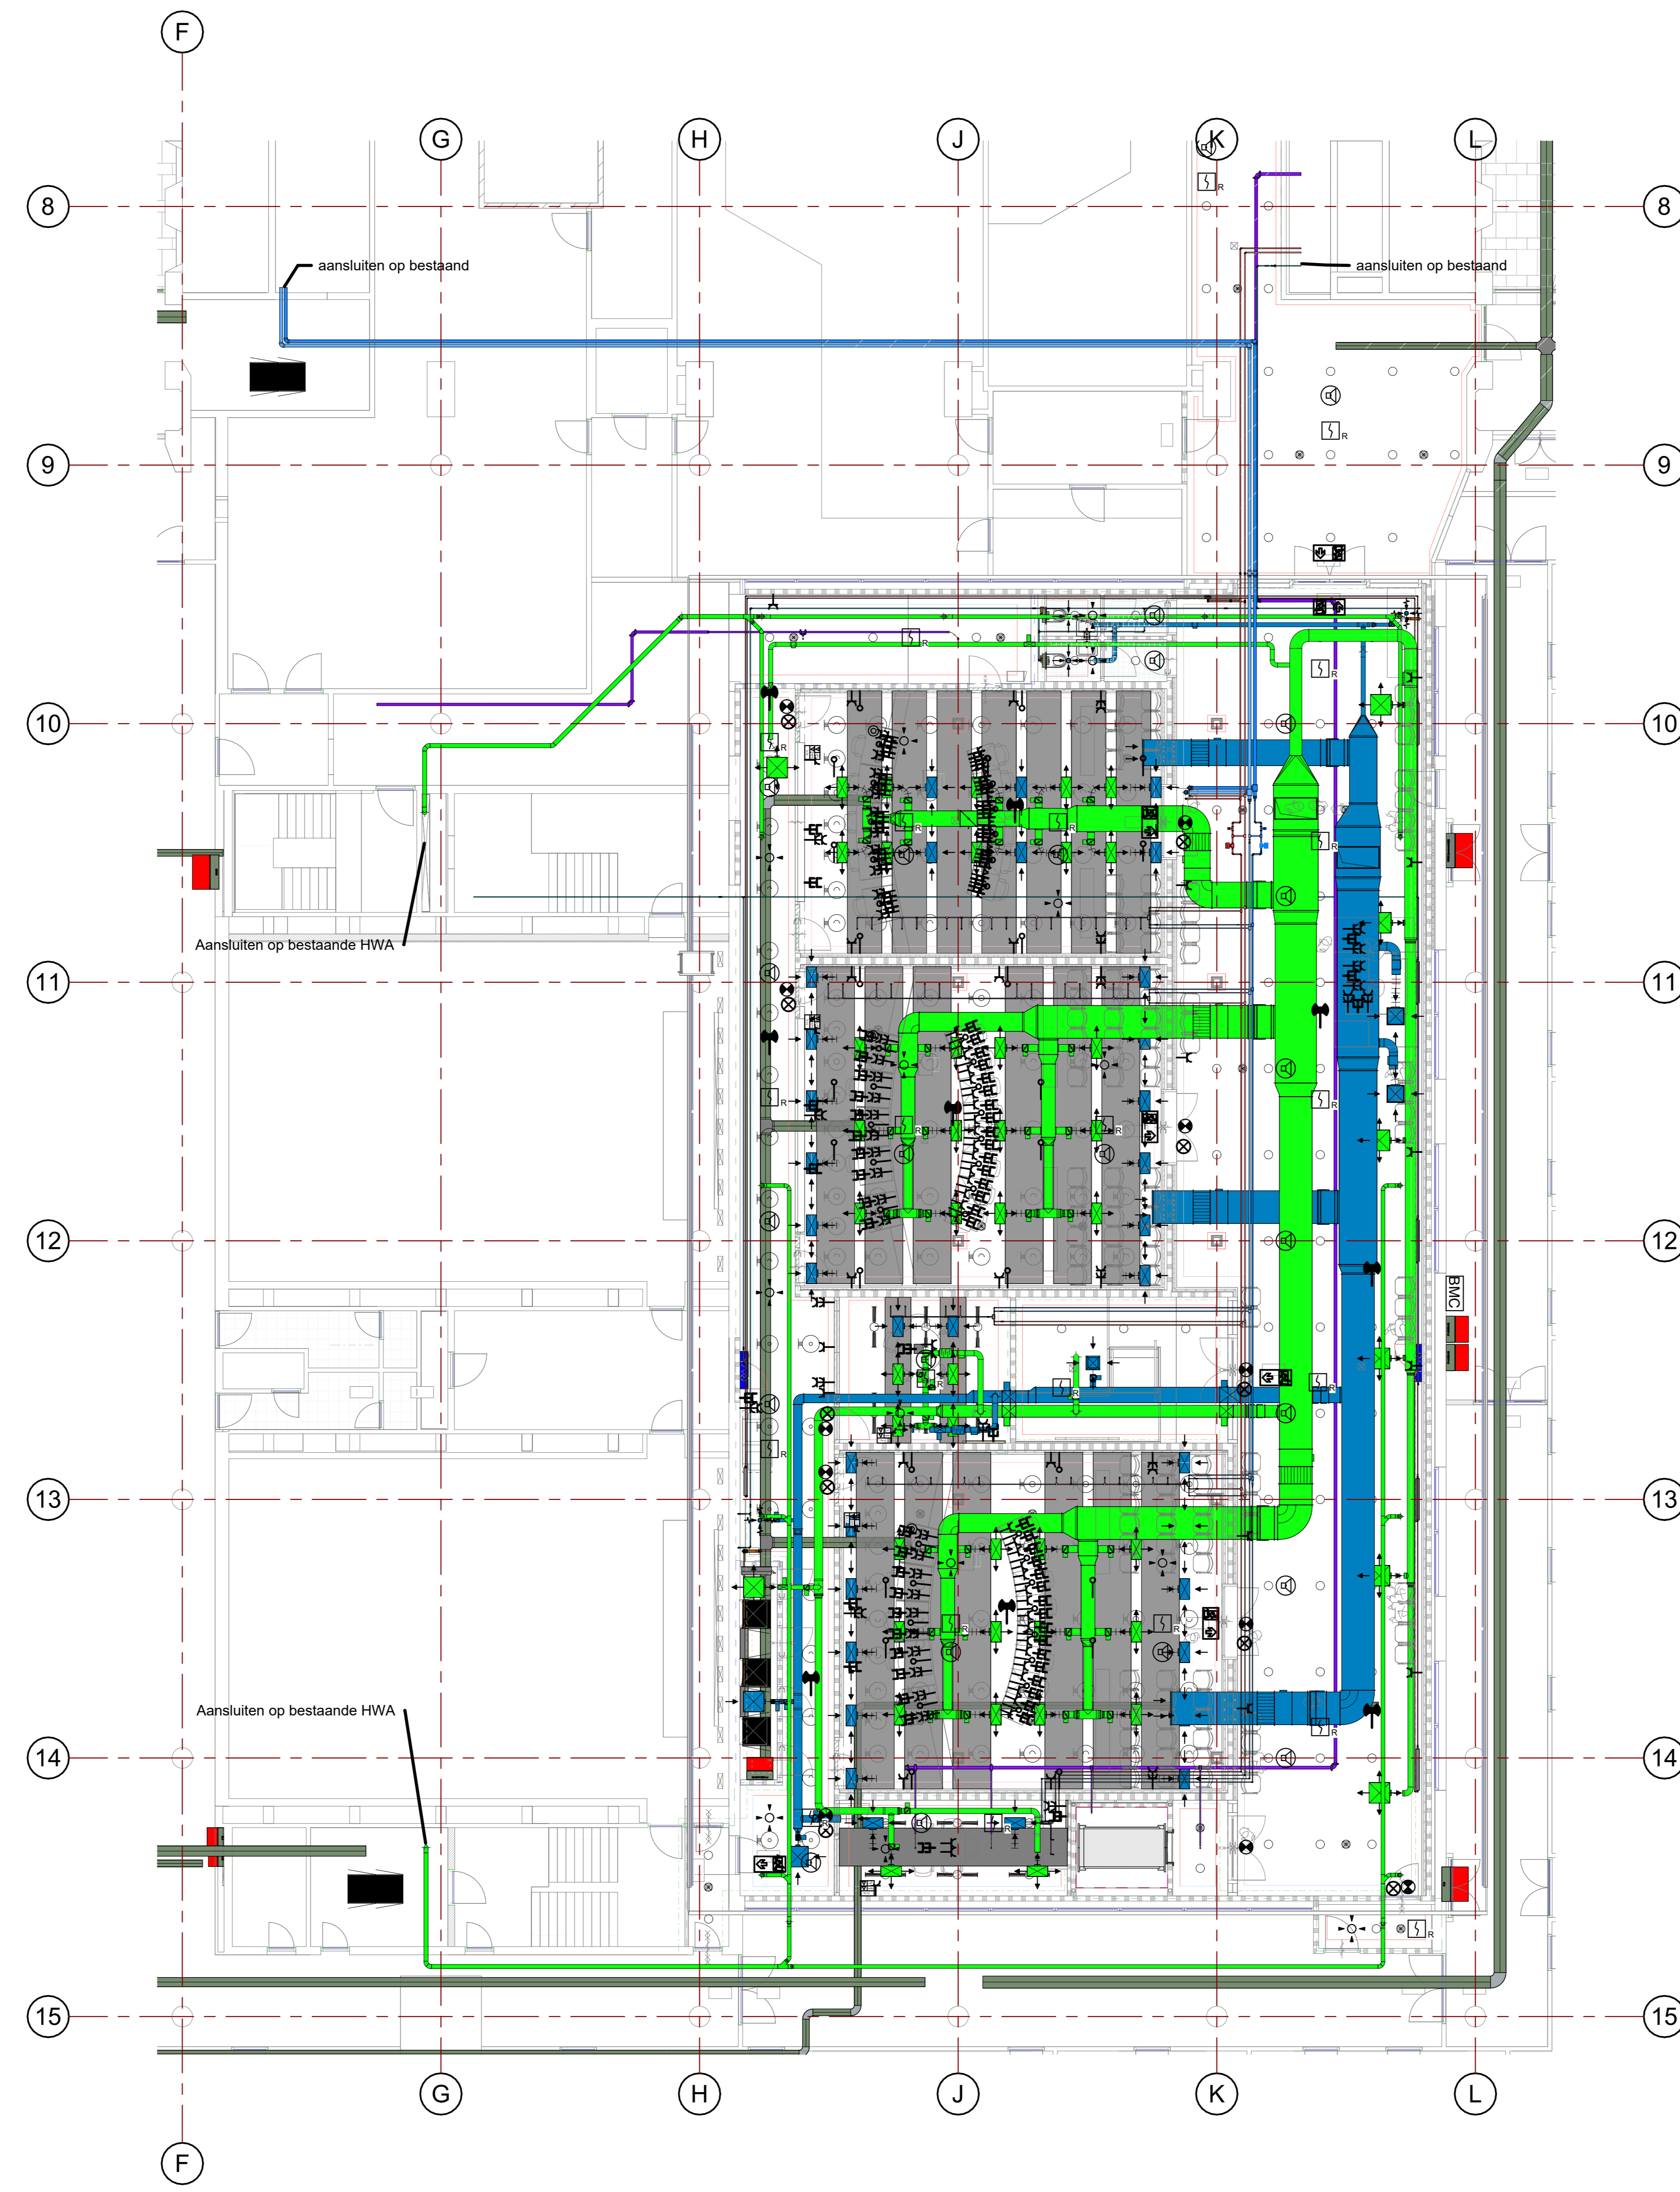 F
G
H
J
K
L
8
8
R
aansluiten op bestaand
aansluiten op bestaand
R
9
9
R
R
10
10
R
R
R
R
Aansluiten op bestaande HWA
11
11
R
R
R
R
12
12
BMC
R
R
R
R
13
13
R
R
Aansluiten op bestaande HWA
R
14
14
R
R
R
15
15
G
H
J
K
L
F